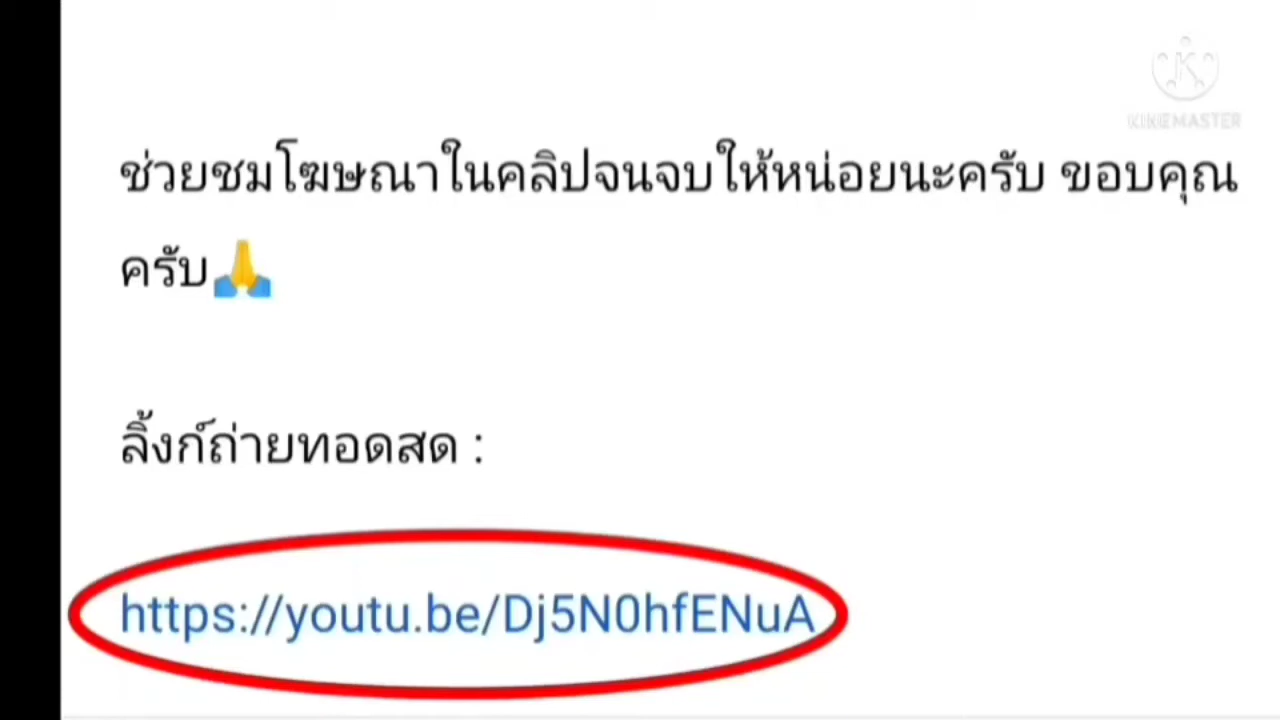 KINEMASTER
ช่วยชมโฆษณาในคลิปจนจบให้หน่อยนะครับ ขอบคุณ
ครับ🙏
ลิ้งก์ถ่ายทอดสด :
https://youtu.be/Dj5N0hfENuA